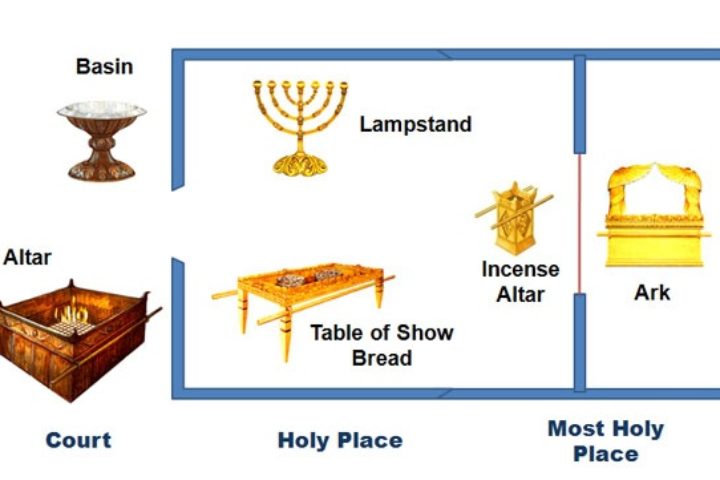 Basin
Lampstand
Altar
Incense
Altar
Ark
Table of Show
Bread
Court
Holy Place
Most Holy
Place